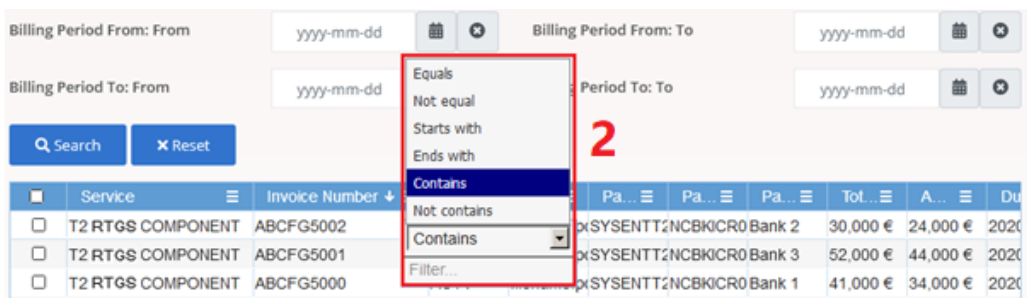 Billing Period From: From yyyy-mm-dd Billing Period From: To yyyy-mm-dd
Equals
Billing Period To: From yyyy-mm-dd Period To: To yyyy-mm-dd
Not equal
Starts with
2
Search Reset
Ends with
Contains
Service Invoice Number Pa... Pa... Pa... Tot... A... Du
Not contains
T2 RTGS COMPONENT ABCFG5002 SYSENTT2 NCBKICR0 Bank 2 30,000 € 24,000 € 2020
Contains
T2 RTGS COMPONENT ABCFG5001 SYSENTT2 NCBKICR0 Bank 3 52,000 € 44,000 € 2020
Filter...
T2 RTGS COMPONENT ABCFG5000 SYSENTT2 NCBKICR0 Bank 1 41,000 € 34,000 € 2020